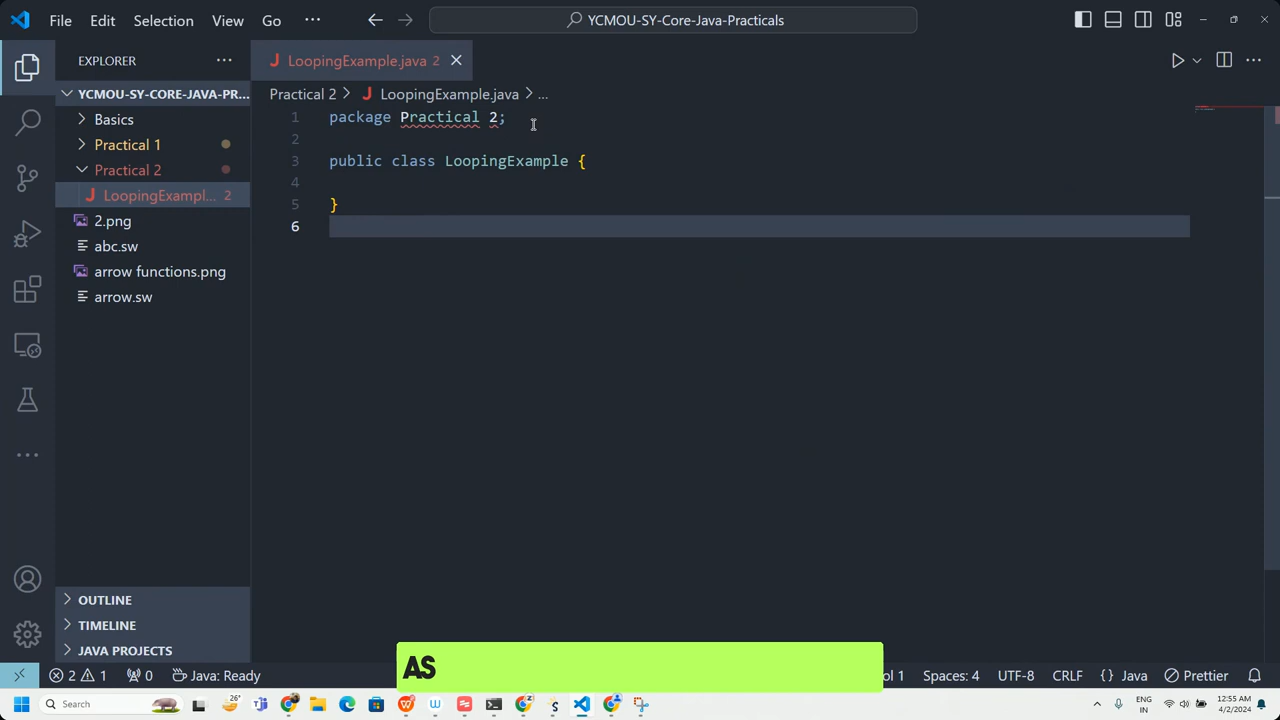 File Edit Selection View Go ··· YCMOU-SY-Core-Java-Practicals
EXPLORER ···
YCMOU-SY-CORE-JAVA-PR...
Basics
Practical 1
Practical 2
LoopingExampl... 2
2.png
abc.sw
arrow functions.png
arrow.sw
OUTLINE
TIMELINE
JAVA PROJECTS
LoopingExample.java 2
Practical 2 > LoopingExample.java > ...
1 package Practical 2;
2
3 public class LoopingExample {
4
5 }
6
AS
2 1 0 Java: Ready ol 1 Spaces: 4 UTF-8 CRLF {} Java Prettier
Search 26° ENG 12:55 AM
IN 4/2/2024